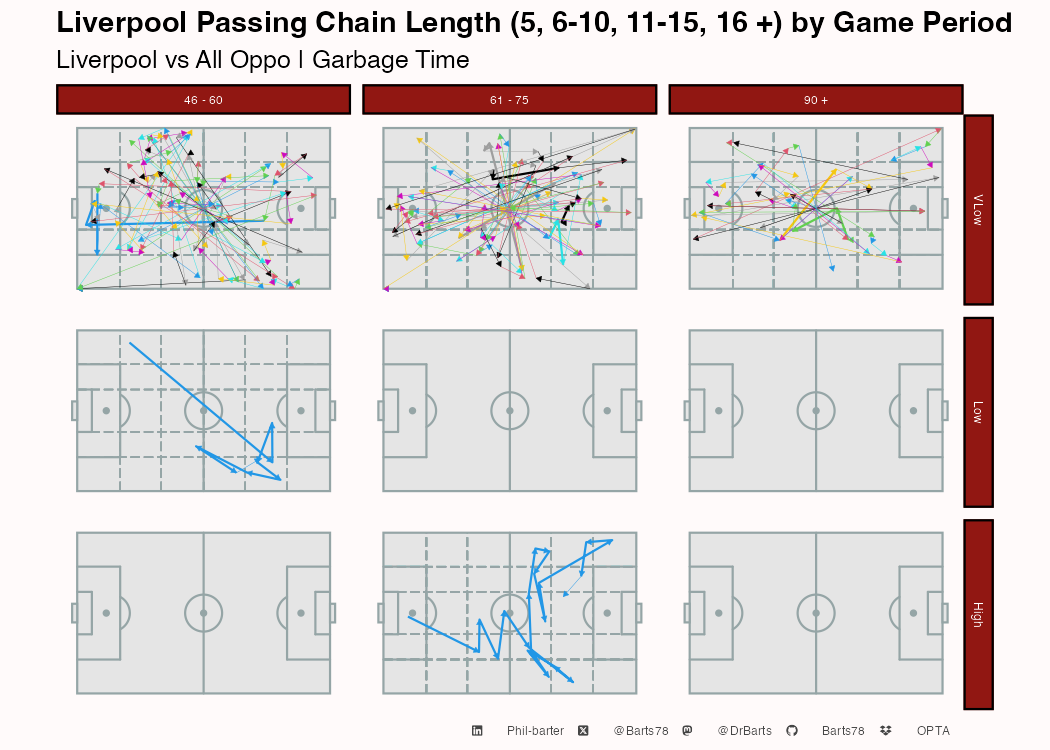 Liverpool Passing Chain Length (5, 6-10, 11-15, 16 +) by Game Period
Liverpool vs All Oppo | Garbage Time
46 - 60
61 - 75
90 +
V Low
Low
High
Phil-barter @Barts78 @DrBarts Barts78 OPTA